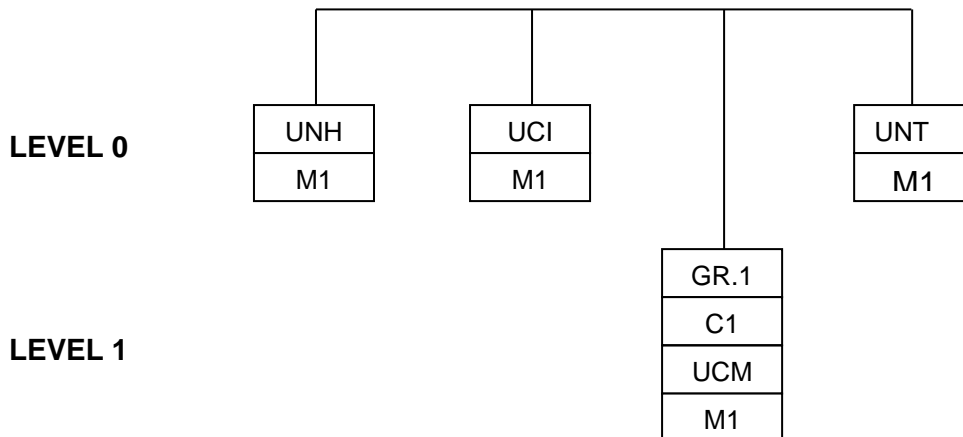 LEVEL 0
UNH
M1
UCI
M1
UNT
M1
LEVEL 1
GR.1
C1
UCM
M1